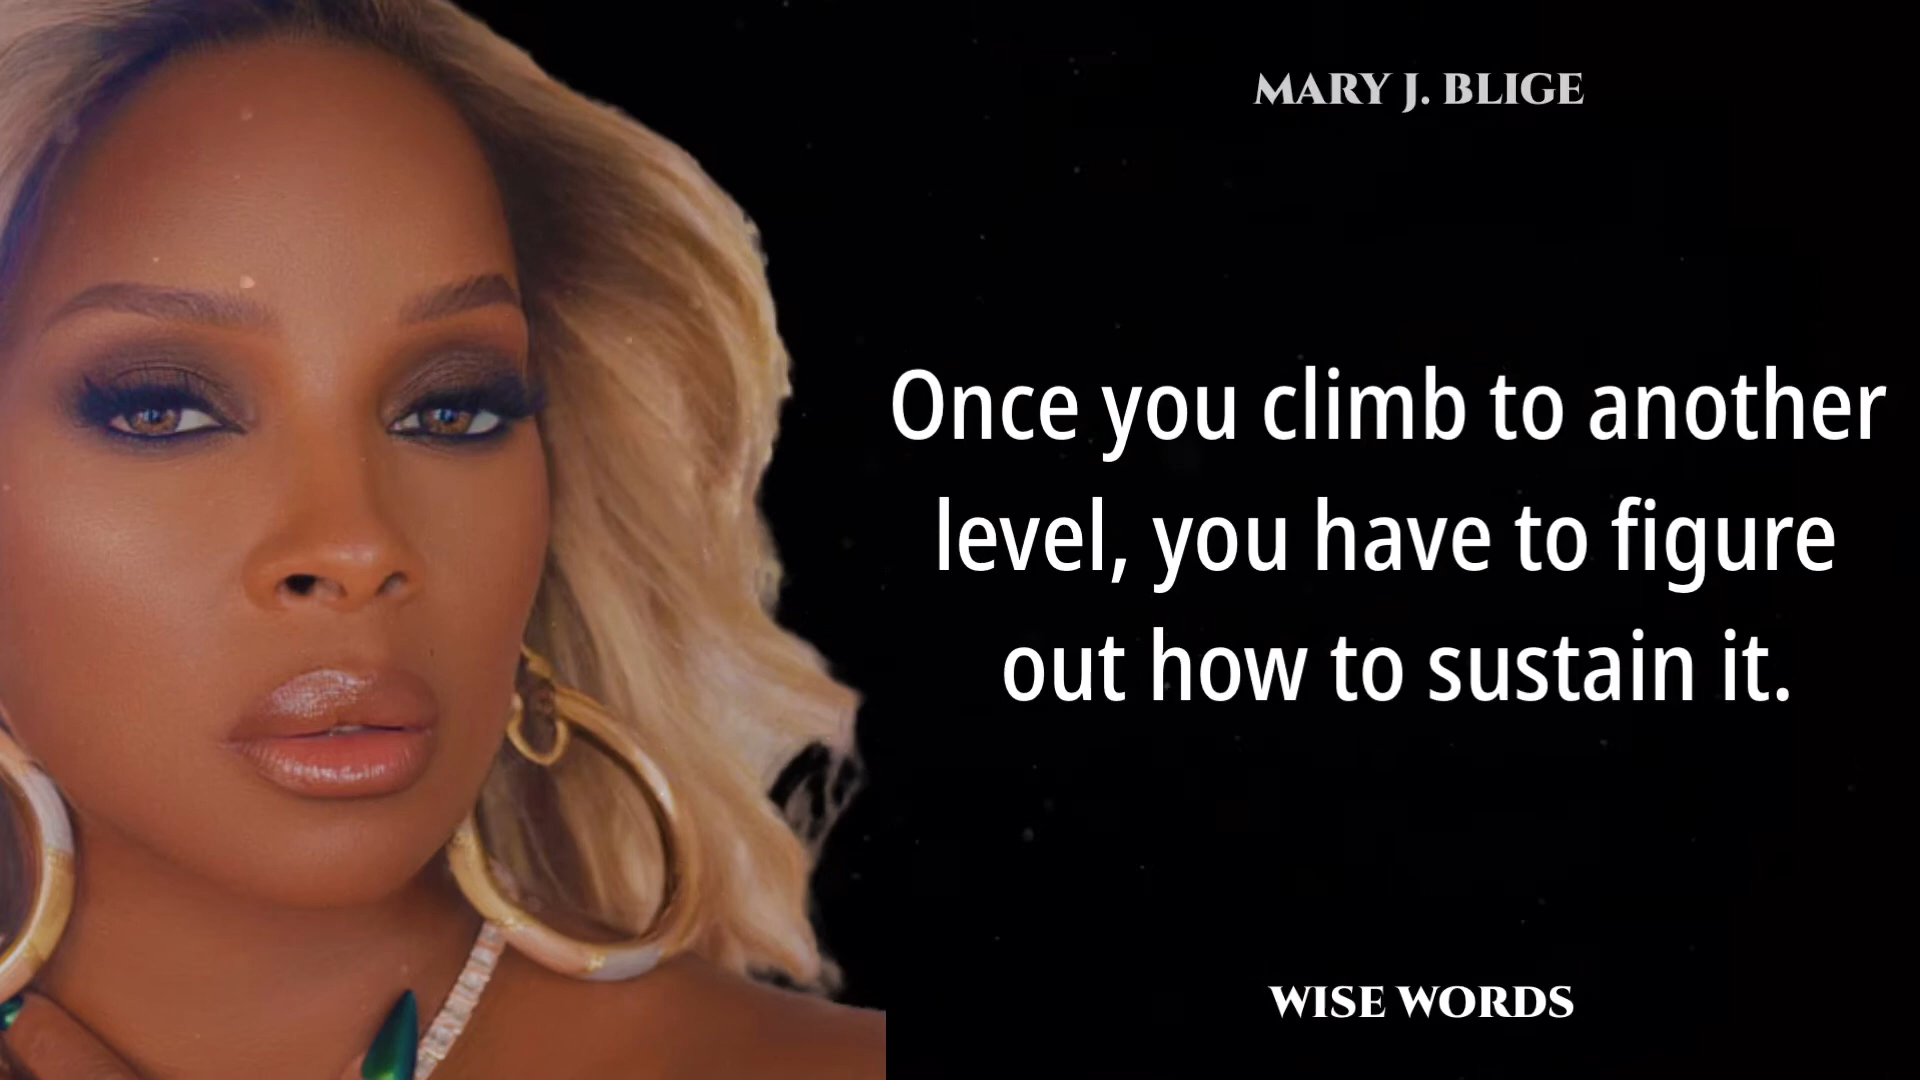 MARY J. BLIGE
Once you climb to another
level, you have to figure
out how to sustain it.
WISE WORDS